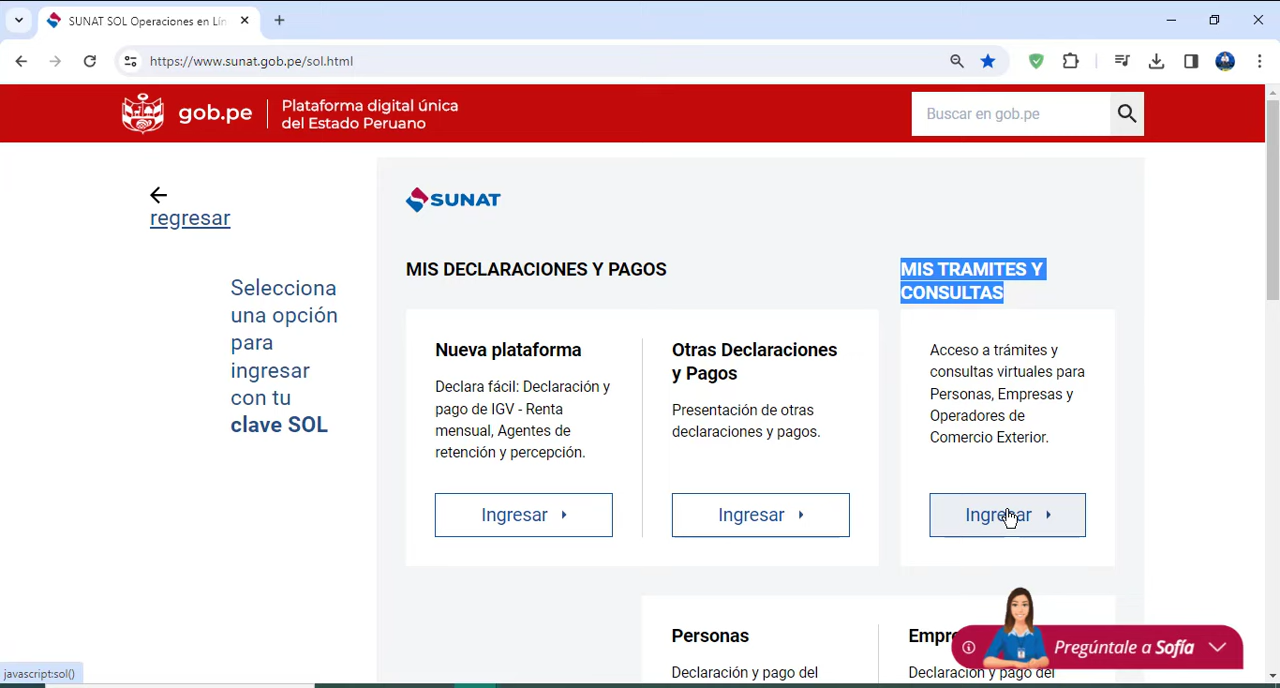 SUNAT SOL Operaciones en Lín
https://www.sunat.gob.pe/sol.html
gob.pe
Plataforma digital única
del Estado Peruano
Buscar en gob.pe
regresar
Selecciona
una opción
para
ingresar
con tu
clave SOL
SUNAT
MIS DECLARACIONES Y PAGOS
Nueva plataforma
Declara fácil: Declaración y
pago de IGV - Renta
mensual, Agentes de
retención y percepción.
Ingresar
Otras Declaraciones
y Pagos
Presentación de otras
declaraciones y pagos.
Ingresar
MIS TRAMITES Y
CONSULTAS
Acceso a trámites y
consultas virtuales para
Personas, Empresas y
Operadores de
Comercio Exterior.
Ingresar
Personas
Declaración y pago del
Empre
Declaración y pago del
Pregúntale a Sofía
javascript:sol()